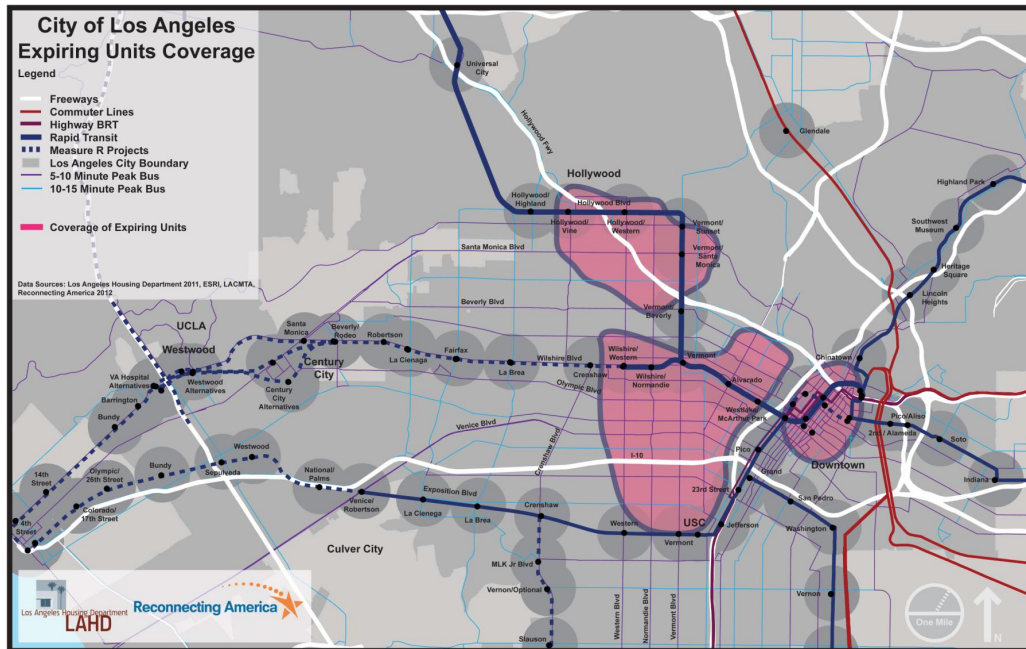 City of Los Angeles
Expiring Units Coverage
Legend
Freeways
Commuter Lines
Highway BRT
Rapid Transit
Measure R Projects
Los Angeles City Boundary
5-10 Minute Peak Bus
10-15 Minute Peak Bus
Coverage of Expiring Units
Data Sources: Los Angeles Housing Department 2011, ESRI, LACMTA.
Reconnecting America 2012
Universal
City
Hollywood Fwy
Glendale
Highland Park
Southwest
Museum
Heritage
Square
Lincoln
Heights
Chinatown
Hollywood
Hollywood/
Highland
Hollywood Blvd
Hollywood/
Vine
Hollywood/
Western
Vermont/
Sunset
Vermont/
Santa
Monica
Santa Monica Blvd
Beverly Blvd
Vermont/
Beverly
UCLA
Westwood
Santa
Monica
Beverly/
Rodeo
Robertson
La Cienaga
Fairfax
La Brea
Wilshire Blvd
Crenshaw
Wilshire/
Western
Wilshire/
Normandie
Vermont
Alvarado
Westlake/
McArthur Park
Century
City
Century
City
Alternatives
VA Hospital
Alternatives
Westwood
Alternatives
Barrington
Bundy
Olympic Blvd
Venice Blvd
Crenshaw Blvd
I-10
Pico/Aliso
2nd / Alameda
Soto
Indiana
Downtown
Pico
Grand
23rd Street
San Pedro
Washington
USC
Jefferson
Vermont
Western
Crenshaw
La Brea
La Cienega
Exposition Blvd
Venice/
Robertson
National/
Palms
Westwood
Sepulveda
Bundy
Olympic/
26th Street
Colorado/
17th Street
14th
Street
4th
Street
Culver City
MLK Jr Blvd
Vernon/Optional
Slauson
Western Blvd
Normandie Blvd
Vermont Blvd
Vernon
Los Angeles Housing Department
LAHD
Reconnecting America
One Mile
N